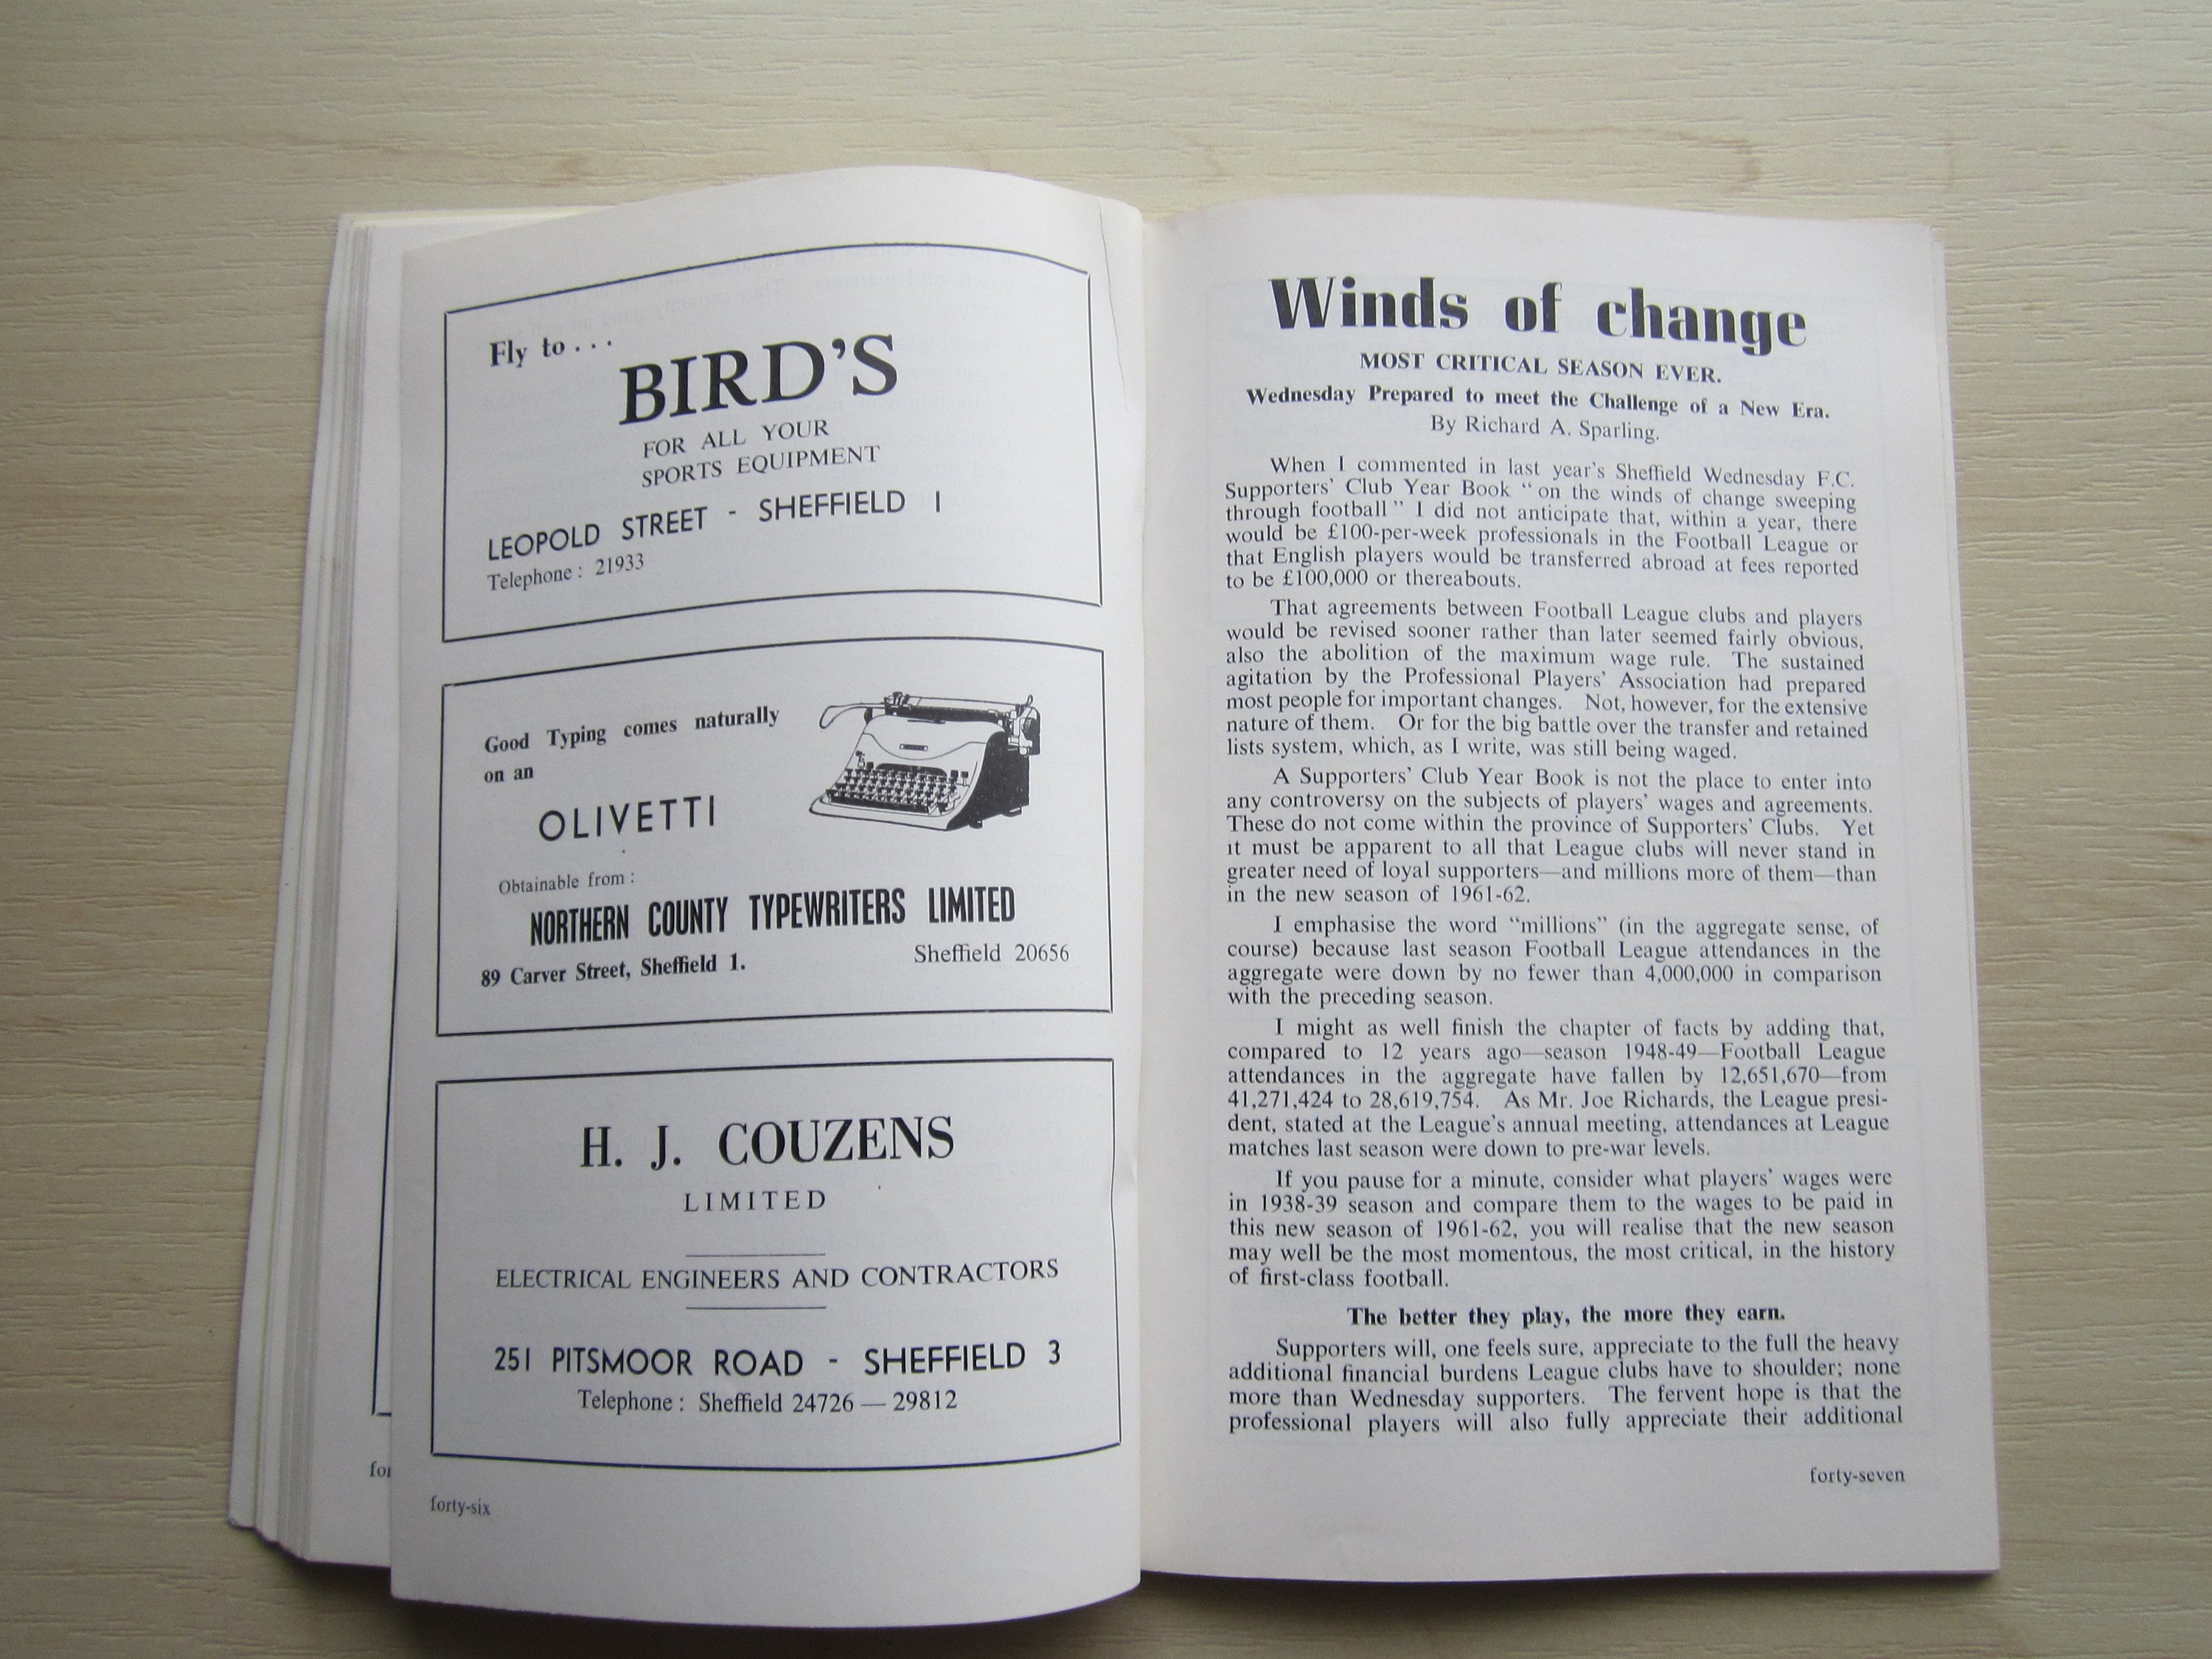 Fly to . . .
BIRD'S
FOR ALL YOUR
SPORTS EQUIPMENT
LEOPOLD STREET - SHEFFIELD 1
Telephone : 21933
Good Typing comes naturally
on an
OLIVETTI
Obtainable from :
NORTHERN COUNTY TYPEWRITERS LIMITED
89 Carver Street, Sheffield 1.
Sheffield 20656
H. J. COUZENS
LIMITED
ELECTRICAL ENGINEERS AND CONTRACTORS
251 PITSMOOR ROAD - SHEFFIELD 3
Telephone : Sheffield 24726 — 29812
forty-six
Winds of change
MOST CRITICAL SEASON EVER.
Wednesday Prepared to meet the Challenge of a New Era.
By Richard A. Sparling.
When I commented in last year's Sheffield Wednesday F.C.
Supporters' Club Year Book "on the winds of change sweeping
through football" I did not anticipate that, within a year, there
would be £100-per-week professionals in the Football League or
that English players would be transferred abroad at fees reported
to be £100,000 or thereabouts.
That agreements between Football League clubs and players
would be revised sooner rather than later seemed fairly obvious,
also the abolition of the maximum wage rule. The sustained
agitation by the Professional Players' Association had prepared
most people for important changes. Not, however, for the extensive
nature of them. Or for the big battle over the transfer and retained
lists system, which, as I write, was still being waged.
A Supporters' Club Year Book is not the place to enter into
any controversy on the subjects of players' wages and agreements.
These do not come within the province of Supporters' Clubs. Yet
it must be apparent to all that League clubs will never stand in
greater need of loyal supporters—and millions more of them—than
in the new season of 1961-62.
I emphasise the word "millions" (in the aggregate sense, of
course) because last season Football League attendances in the
aggregate were down by no fewer than 4,000,000 in comparison
with the preceding season.
I might as well finish the chapter of facts by adding that,
compared to 12 years ago—season 1948-49—Football League
attendances in the aggregate have fallen by 12,651,670—from
41,271,424 to 28,619,754. As Mr. Joe Richards, the League presi-
dent, stated at the League's annual meeting, attendances at League
matches last season were down to pre-war levels.
If you pause for a minute, consider what players' wages were
in 1938-39 season and compare them to the wages to be paid in
this new season of 1961-62, you will realise that the new season
may well be the most momentous, the most critical, in the history
of first-class football.
The better they play, the more they earn.
Supporters will, one feels sure, appreciate to the full the heavy
additional financial burdens League clubs have to shoulder; none
more than Wednesday supporters. The fervent hope is that the
professional players will also fully appreciate their additional
forty-seven